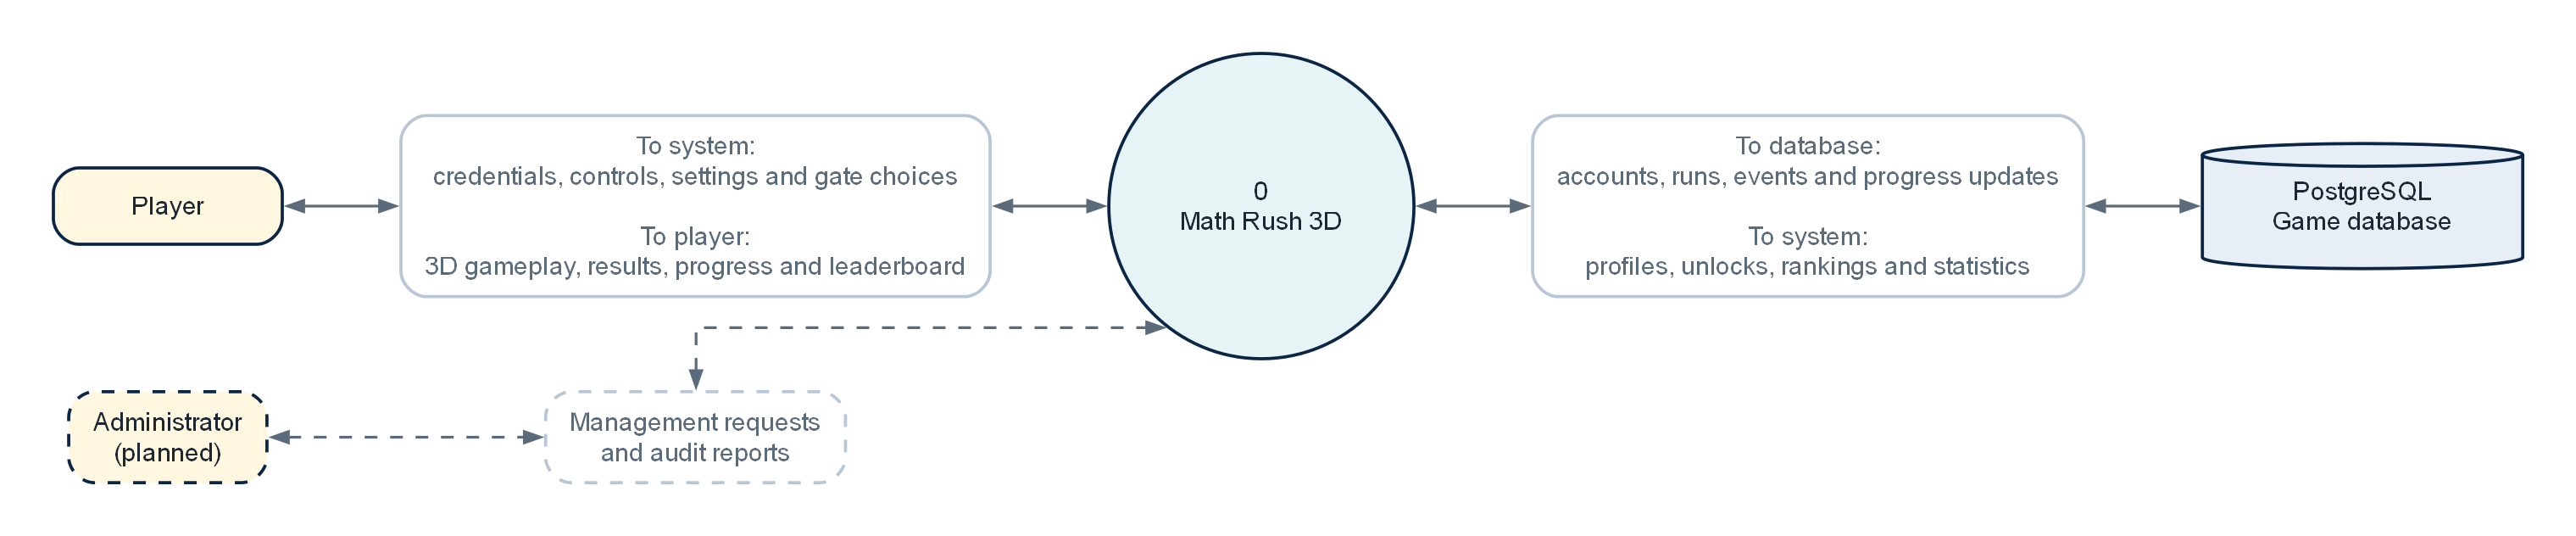 Player
To system:
credentials, controls, settings and gate choices
To player:
3D gameplay, results, progress and leaderboard
0
Math Rush 3D
To database:
accounts, runs, events and progress updates
To system:
profiles, unlocks, rankings and statistics
PostgreSQL
Game database
Administrator
(planned)
Management requests
and audit reports